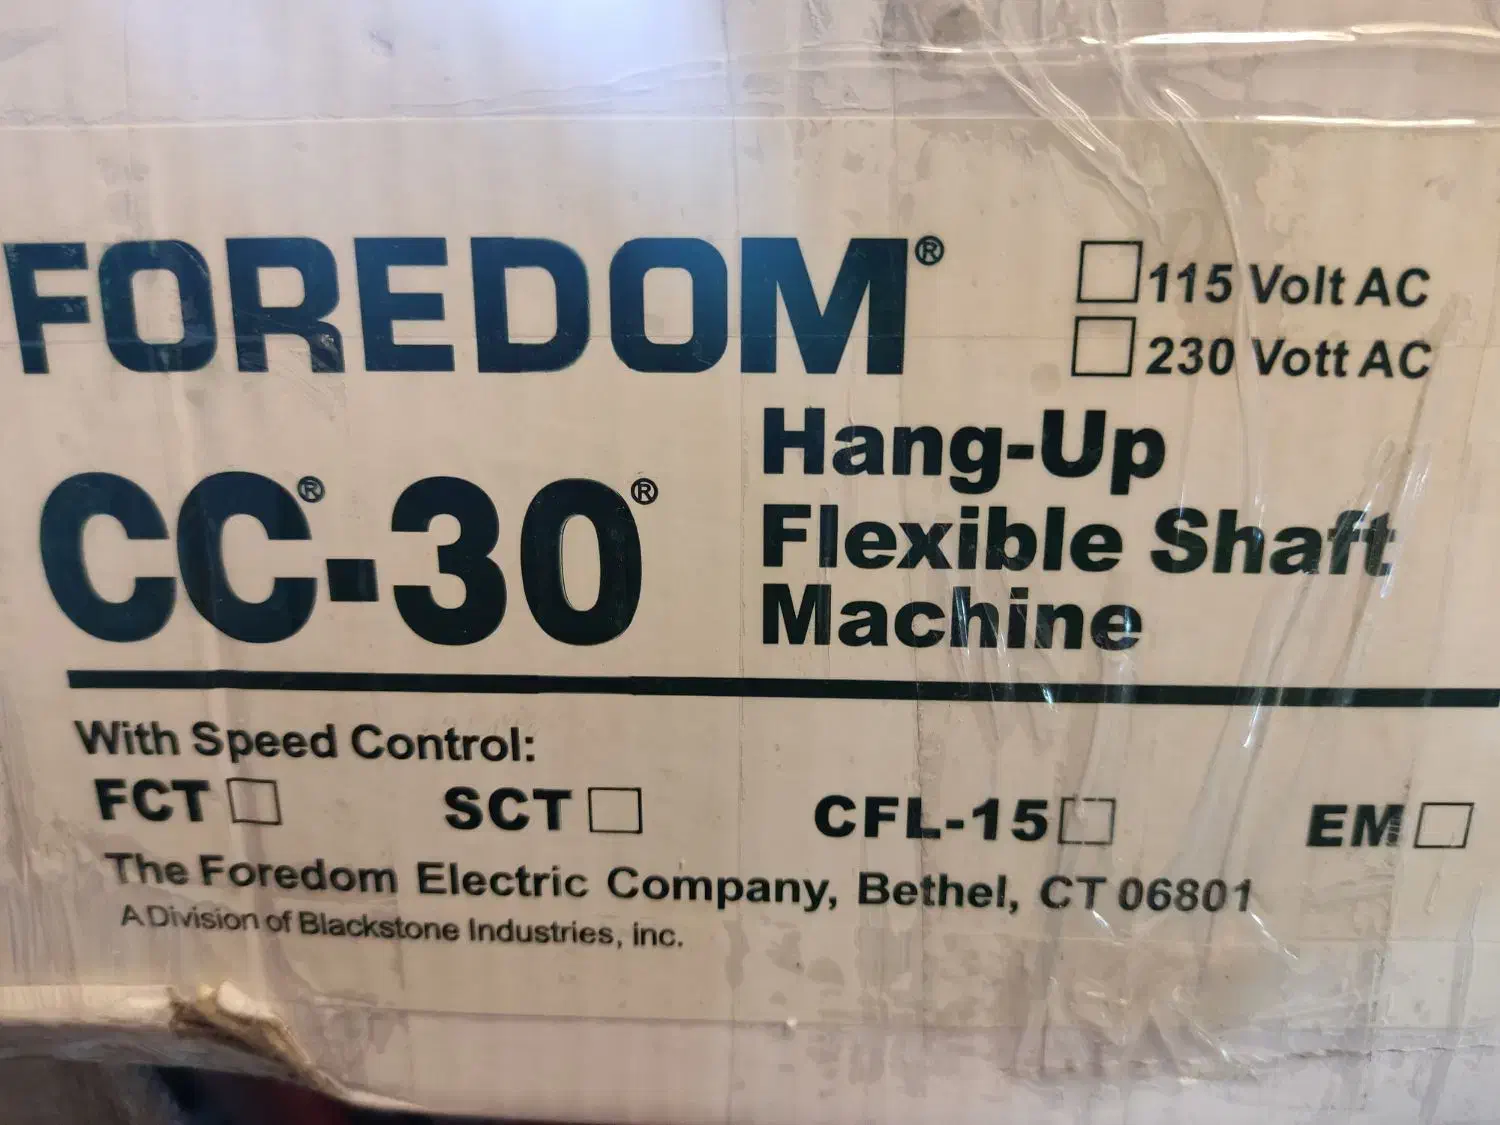 FOREDOM®
☐ 115 Volt AC
☐ 230 Vott AC
CC®-30®
Hang-Up
Flexible Shaft
Machine
With Speed Control:
FCT ☐ SCT ☐ CFL-15 ☐ EM ☐
The Foredom Electric Company, Bethel, CT 06801
A Division of Blackstone Industries, inc.